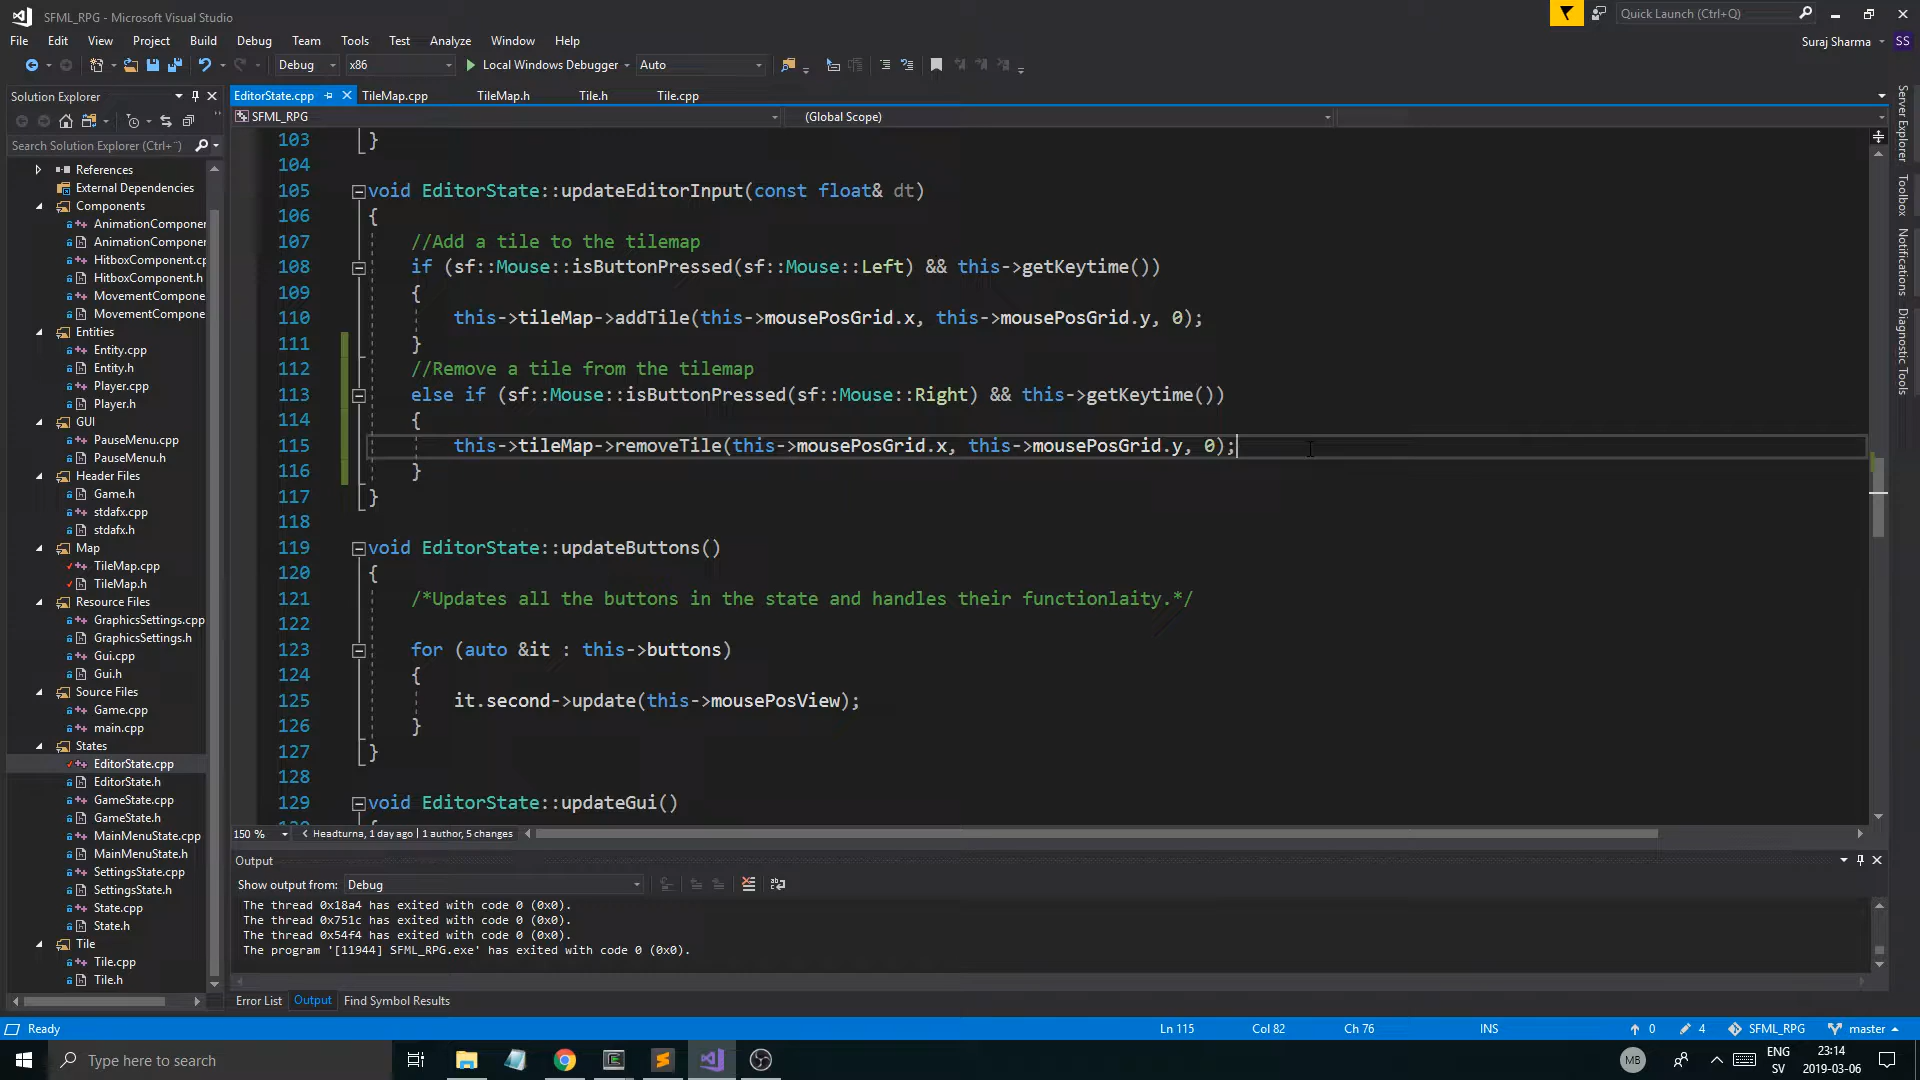 SFML_RPG - Microsoft Visual Studio
Quick Launch (Ctrl+Q)
File Edit View Project Build Debug Team Tools Test Analyze Window Help
Suraj Sharma SS
Debug x86 Local Windows Debugger Auto
Solution Explorer
Search Solution Explorer (Ctrl+¨)
References
External Dependencies
Components
AnimationComponer
AnimationComponer
HitboxComponent.cp
HitboxComponent.h
MovementCompone
MovementCompone
Entities
Entity.cpp
Entity.h
Player.cpp
Player.h
GUI
PauseMenu.cpp
PauseMenu.h
Header Files
Game.h
stdafx.cpp
stdafx.h
Map
TileMap.cpp
TileMap.h
Resource Files
GraphicsSettings.cpp
GraphicsSettings.h
Gui.cpp
Gui.h
Source Files
Game.cpp
main.cpp
States
EditorState.cpp
EditorState.h
GameState.cpp
GameState.h
MainMenuState.cpp
MainMenuState.h
SettingsState.cpp
SettingsState.h
State.cpp
State.h
Tile
Tile.cpp
Tile.h
EditorState.cpp TileMap.cpp TileMap.h Tile.h Tile.cpp
SFML_RPG (Global Scope)
103 }
104
105 void EditorState::updateEditorInput(const float& dt)
106 {
107 //Add a tile to the tilemap
108 if (sf::Mouse::isButtonPressed(sf::Mouse::Left) && this->getKeytime())
109 {
110 this->tileMap->addTile(this->mousePosGrid.x, this->mousePosGrid.y, 0);
111 }
112 //Remove a tile from the tilemap
113 else if (sf::Mouse::isButtonPressed(sf::Mouse::Right) && this->getKeytime())
114 {
115 this->tileMap->removeTile(this->mousePosGrid.x, this->mousePosGrid.y, 0);
116 }
117 }
118
119 void EditorState::updateButtons()
120 {
121 /*Updates all the buttons in the state and handles their functionlaity.*/
122
123 for (auto &it : this->buttons)
124 {
125 it.second->update(this->mousePosView);
126 }
127 }
128
129 void EditorState::updateGui()
150 % Headturna, 1 day ago | 1 author, 5 changes
Output
Show output from: Debug
The thread 0x18a4 has exited with code 0 (0x0).
The thread 0x751c has exited with code 0 (0x0).
The thread 0x54f4 has exited with code 0 (0x0).
The program '[11944] SFML_RPG.exe' has exited with code 0 (0x0).
Error List Output Find Symbol Results
Server Explorer
Toolbox
Notifications
Diagnostic Tools
Ready Ln 115 Col 82 Ch 76 INS 0 4 SFML_RPG master
Type here to search
MB
ENG
SV
23:14
2019-03-06